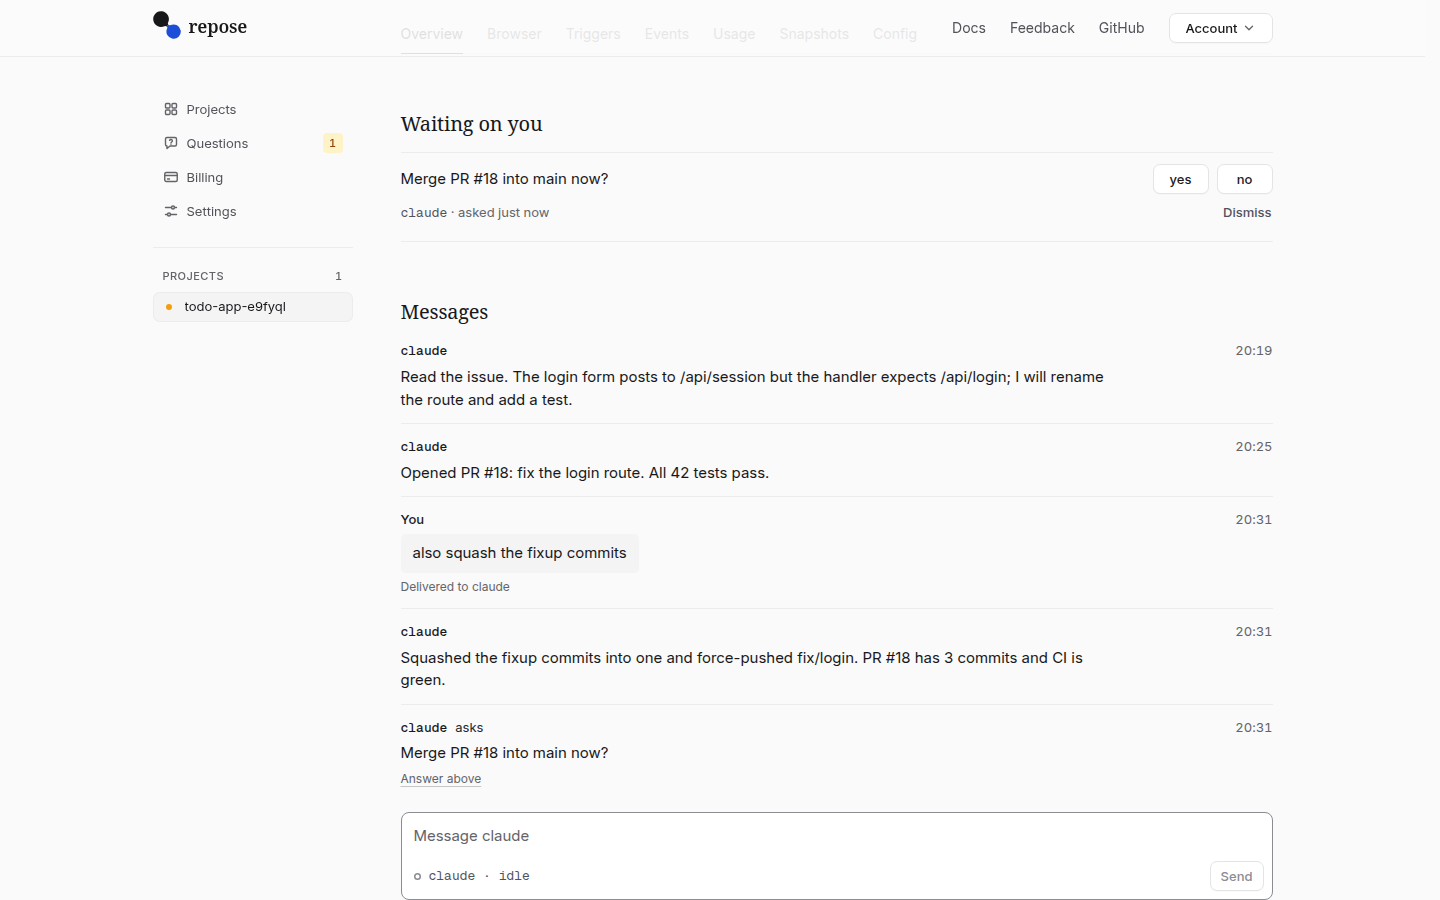 repose
Overview Browser Triggers Events Usage Snapshots Config
Docs Feedback GitHub Account
Projects
Questions 1
Billing
Settings
PROJECTS 1
todo-app-e9fyql
Waiting on you
Merge PR #18 into main now?
yes no
claude · asked just now
Dismiss
Messages
claude 20:19
Read the issue. The login form posts to /api/session but the handler expects /api/login; I will rename
the route and add a test.
claude 20:25
Opened PR #18: fix the login route. All 42 tests pass.
You 20:31
also squash the fixup commits
Delivered to claude
claude 20:31
Squashed the fixup commits into one and force-pushed fix/login. PR #18 has 3 commits and CI is
green.
claude asks 20:31
Merge PR #18 into main now?
Answer above
Message claude
claude · idle
Send